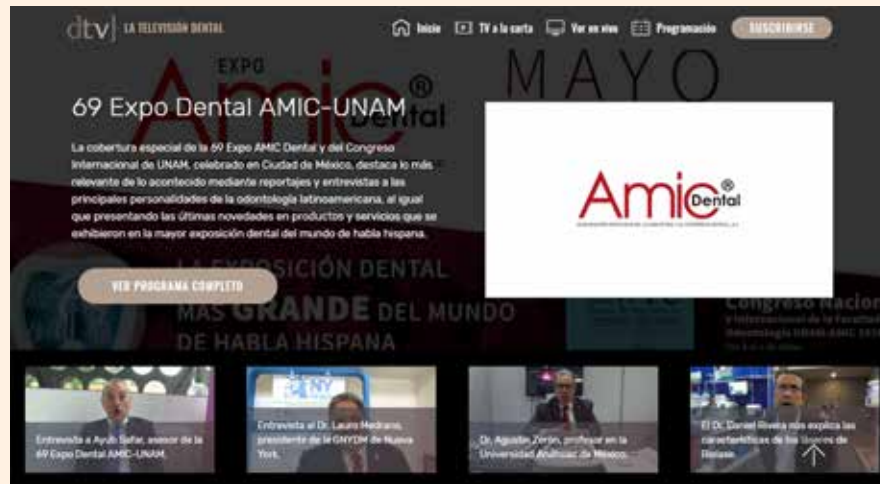 dtv LA TELEVISIÓN DENTAL
Inicio
TV a la carta
Ver en vivo
Programación
SUSCRIBIRSE
EXPO
Amic®
Dental
MAYO
69 Expo Dental AMIC-UNAM
La cobertura especial de la 69 Expo AMIC Dental y del Congreso
Internacional de UNAM, celebrado en Ciudad de México, destaca lo más
relevante de lo acontecido mediante reportajes y entrevistas a las
principales personalidades de la odontología latinoamericana, al igual
que presentando las últimas novedades en productos y servicios que se
exhibieron en la mayor exposición dental del mundo de habla hispana.
Amic®
Dental
VER PROGRAMA COMPLETO
LA EXPOSICIÓN DENTAL
MÁS GRANDE DEL MUNDO
DE HABLA HISPANA
Congreso Nacion
e Internacional de la Facultad
NY
Entrevista a Ayub Safar, asesor de la
69 Expo Dental AMIC-UNAM.
Entrevista al Dr. Lauro Medrano,
presidente de la GNYDM de Nueva
York.
Dr. Agustín Zerón, profesor en la
Universidad Anáhuac de México.
El Dr. Daniel Rivera nos explica las
características de los láseres de
Biolase.